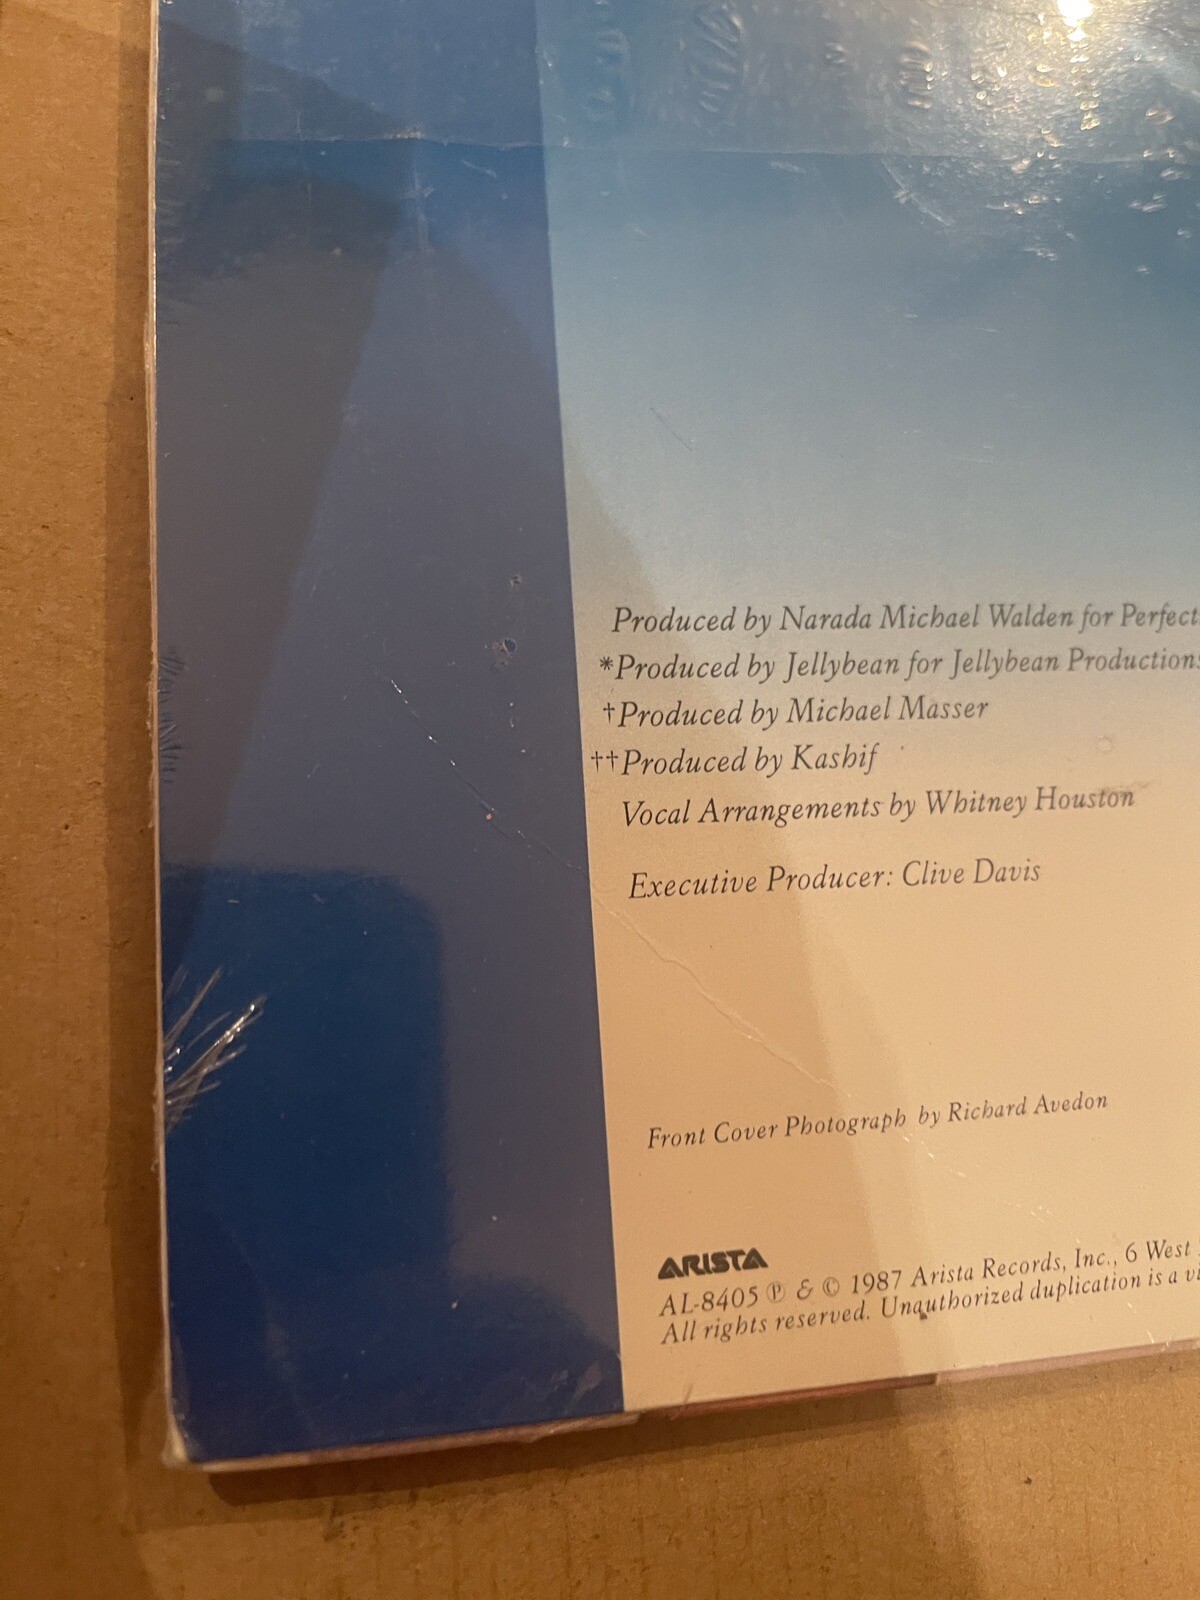 Produced by Narada Michael Walden for Perfect
*Produced by Jellybean for Jellybean Productions
†Produced by Michael Masser
††Produced by Kashif
Vocal Arrangements by Whitney Houston
Executive Producer: Clive Davis
Front Cover Photograph by Richard Avedon
ARISTA
AL-8405 ℗ & © 1987 Arista Records, Inc., 6 West
All rights reserved. Unauthorized duplication is a